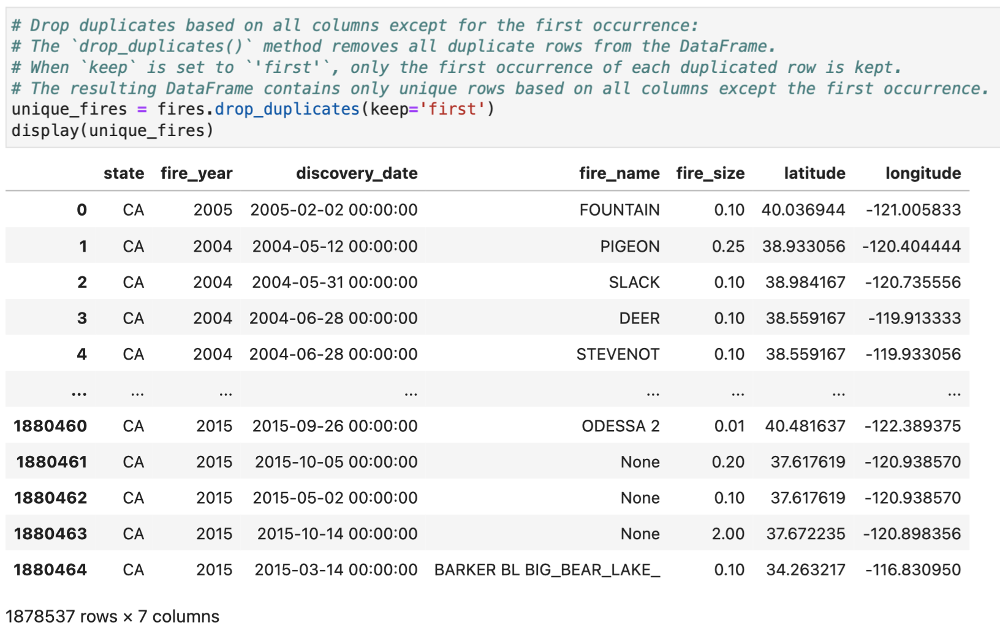 # Drop duplicates based on all columns except for the first occurrence:
# The `drop_duplicates()` method removes all duplicate rows from the DataFrame.
# When `keep` is set to `'first'`, only the first occurrence of each duplicated row is kept.
# The resulting DataFrame contains only unique rows based on all columns except the first occurrence.
unique_fires = fires.drop_duplicates(keep='first')
display(unique_fires)
state fire_year discovery_date fire_name fire_size latitude longitude
0 CA 2005 2005-02-02 00:00:00 FOUNTAIN 0.10 40.036944 -121.005833
1 CA 2004 2004-05-12 00:00:00 PIGEON 0.25 38.933056 -120.404444
2 CA 2004 2004-05-31 00:00:00 SLACK 0.10 38.984167 -120.735556
3 CA 2004 2004-06-28 00:00:00 DEER 0.10 38.559167 -119.913333
4 CA 2004 2004-06-28 00:00:00 STEVENOT 0.10 38.559167 -119.933056
... ... ... ... ... ... ... ...
1880460 CA 2015 2015-09-26 00:00:00 ODESSA 2 0.01 40.481637 -122.389375
1880461 CA 2015 2015-10-05 00:00:00 None 0.20 37.617619 -120.938570
1880462 CA 2015 2015-05-02 00:00:00 None 0.10 37.617619 -120.938570
1880463 CA 2015 2015-10-14 00:00:00 None 2.00 37.672235 -120.898356
1880464 CA 2015 2015-03-14 00:00:00 BARKER BL BIG_BEAR_LAKE_ 0.10 34.263217 -116.830950
1878537 rows × 7 columns